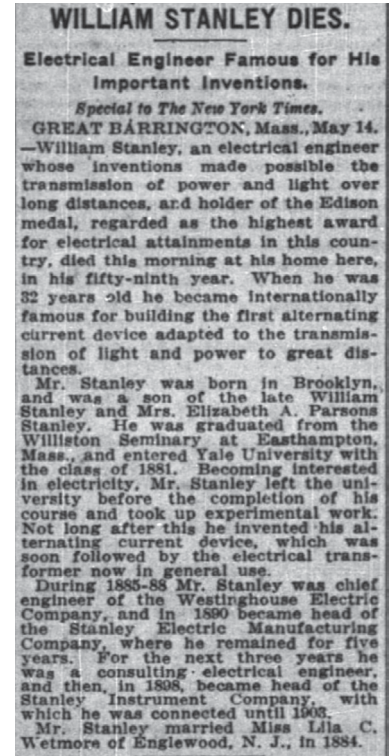 WILLIAM STANLEY DIES.
Electrical Engineer Famous for His
Important Inventions.
Special to The New York Times.
GREAT BARRINGTON, Mass., May 14.
—William Stanley, an electrical engineer
whose inventions made possible the
transmission of power and light over
long distances, and holder of the Edison
medal, regarded as the highest award
for electrical attainments in this coun-
try, died this morning at his home here,
in his fifty-ninth year. When he was
32 years old he became internationally
famous for building the first alternating
current device adapted to the transmis-
sion of light and power to great dis-
tances.
Mr. Stanley was born in Brooklyn,
and was a son of the late William
Stanley and Mrs. Elizabeth A. Parsons
Stanley. He was graduated from the
Williston Seminary at Easthampton,
Mass., and entered Yale University with
the class of 1881. Becoming interested
in electricity, Mr. Stanley left the uni-
versity before the completion of his
course and took up experimental work.
Not long after this he invented his al-
ternating current device, which was
soon followed by the electrical trans-
former now in general use.
During 1885-88 Mr. Stanley was chief
engineer of the Westinghouse Electric
Company, and in 1890 became head of
the Stanley Electric Manufacturing
Company, where he remained for five
years. For the next three years he
was a consulting electrical engineer,
and then, in 1898, became head of the
Stanley Instrument Company, with
which he was connected until 1903.
Mr. Stanley married Miss Lila C.
Wetmore of Englewood, N. J., in 1884.